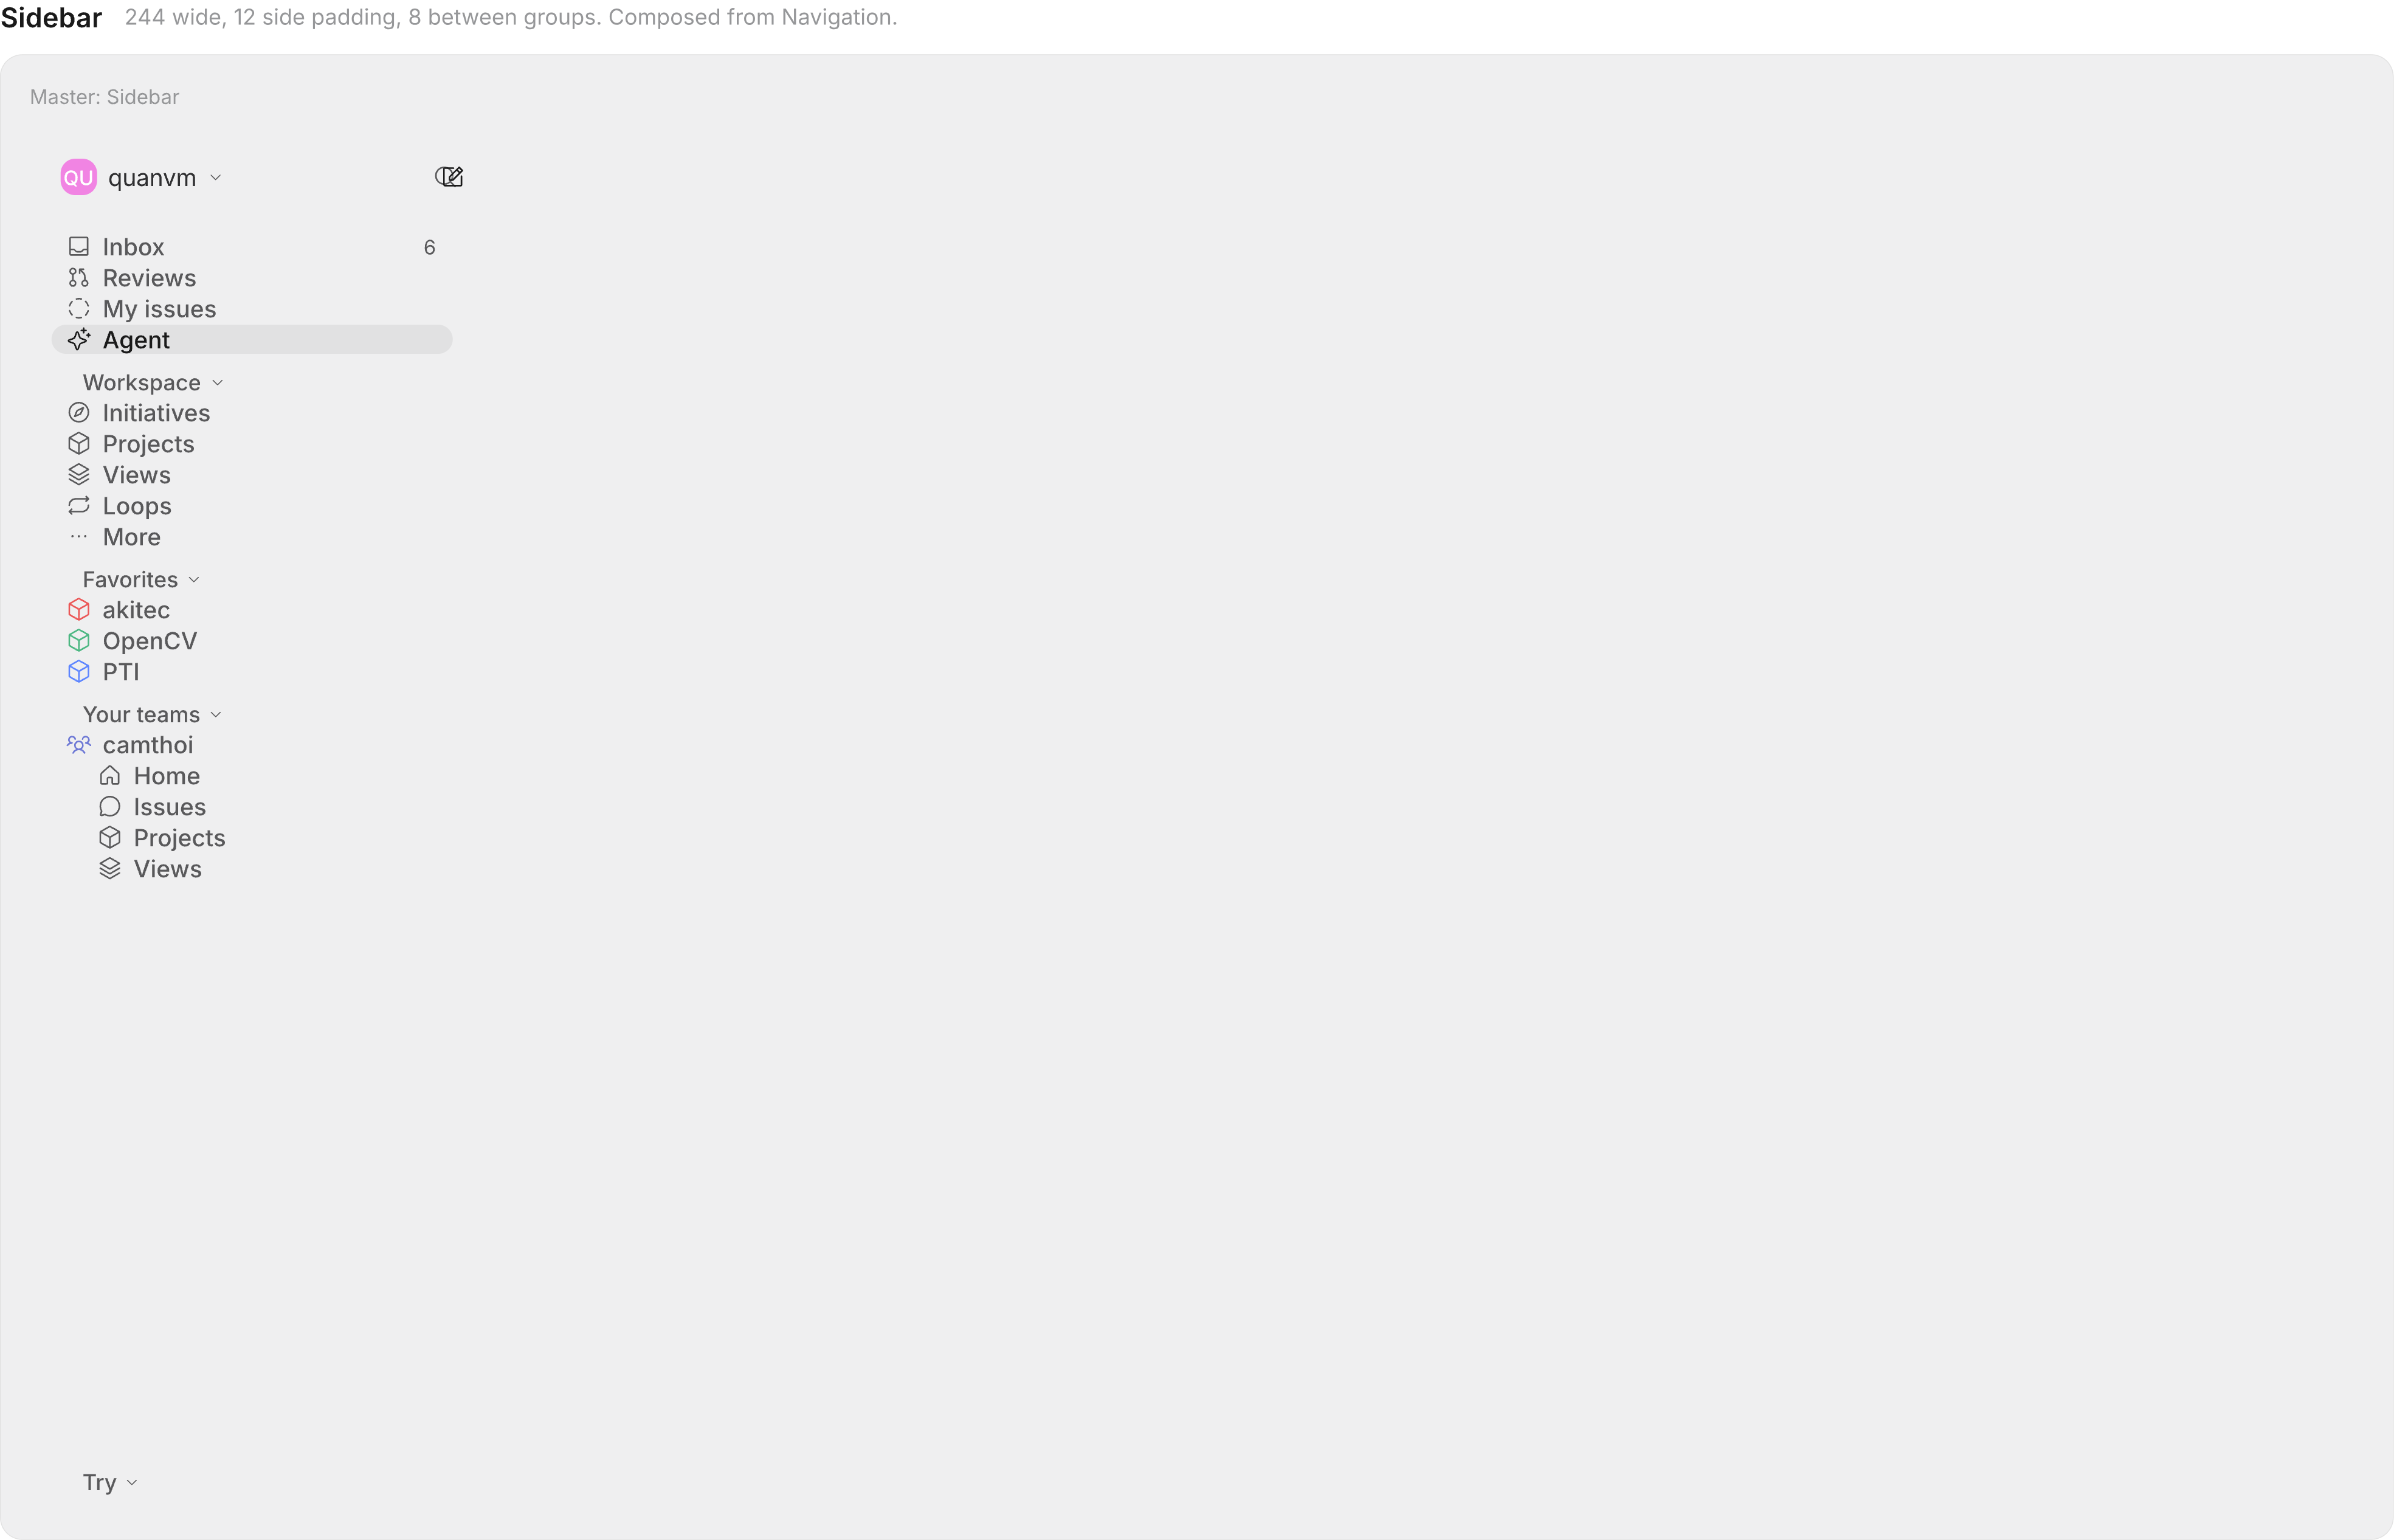 Sidebar 244 wide, 12 side padding, 8 between groups. Composed from Navigation.
Master: Sidebar
QU quanvm
Inbox 6
Reviews
My issues
Agent
Workspace
Initiatives
Projects
Views
Loops
More
Favorites
akitec
OpenCV
PTI
Your teams
camthoi
Home
Issues
Projects
Views
Try